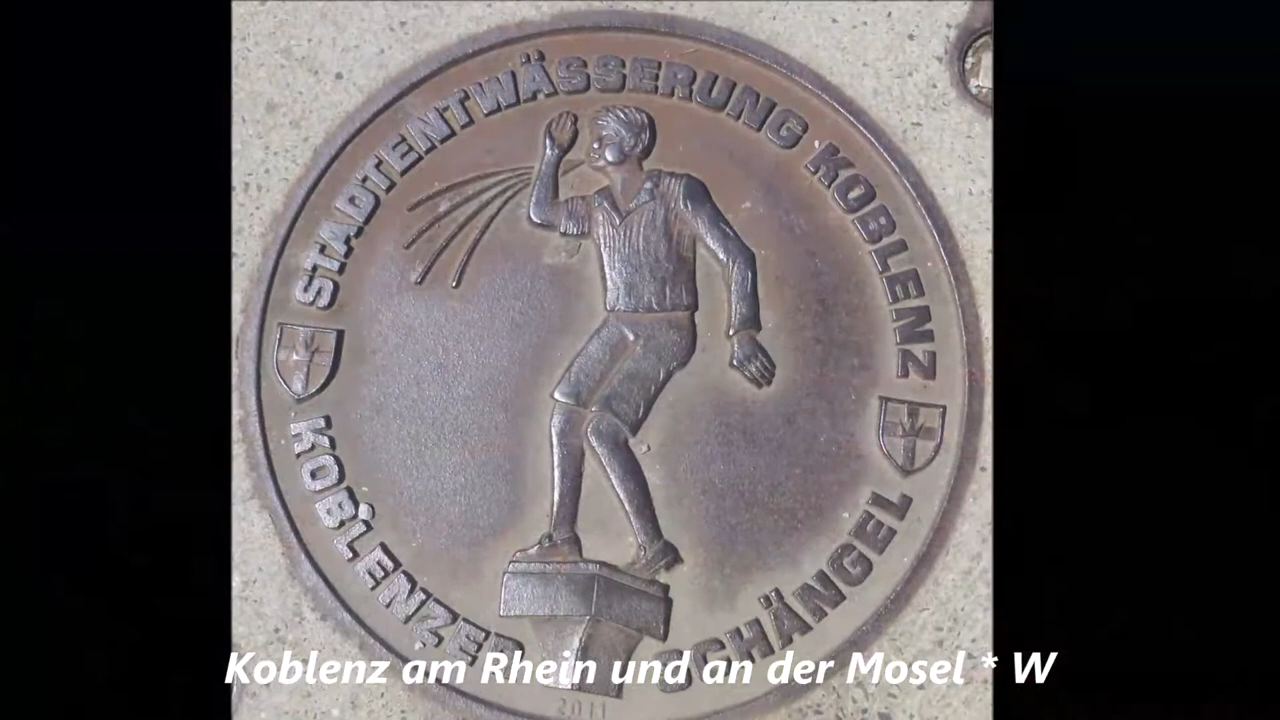 STADTENTWÄSSERUNG KOBLENZ
KOBLENZER SCHÄNGEL
Koblenz am Rhein und an der Mosel * W
2011